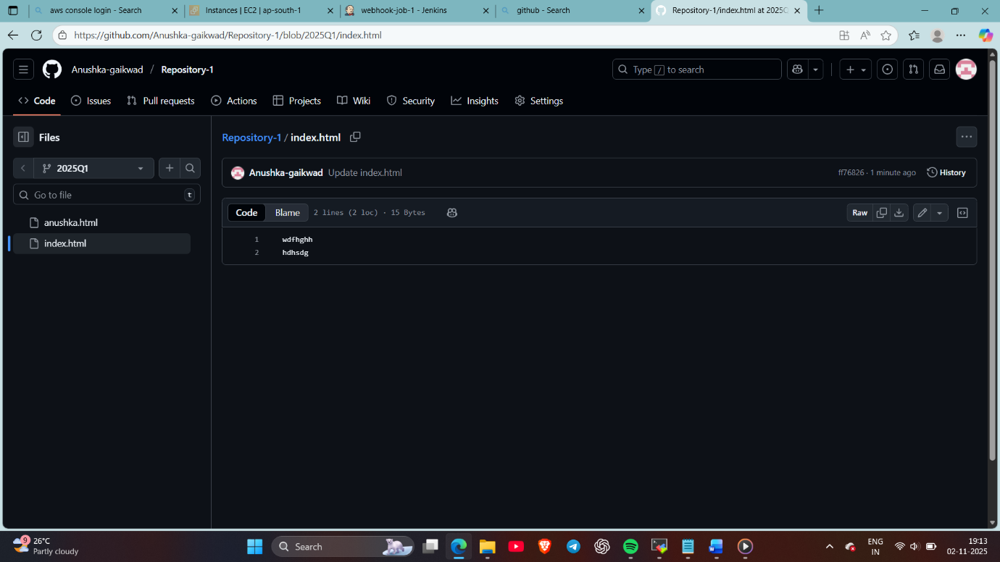 aws console login - Search
Instances | EC2 | ap-south-1
webhook-job-1 - Jenkins
github - Search
Repository-1/index.html at 2025Q
https://github.com/Anushka-gaikwad/Repository-1/blob/2025Q1/index.html
Anushka-gaikwad / Repository-1
Type / to search
Code
Issues
Pull requests
Actions
Projects
Wiki
Security
Insights
Settings
Files
2025Q1
Go to file
t
anushka.html
index.html
Repository-1 / index.html
Anushka-gaikwad Update index.html
ff76826 · 1 minute ago
History
Code
Blame
2 lines (2 loc) · 15 Bytes
Raw
1 wdfhghh
2 hdhsdg
9
26°C
Partly cloudy
Search
ENG
IN
19:13
02-11-2025